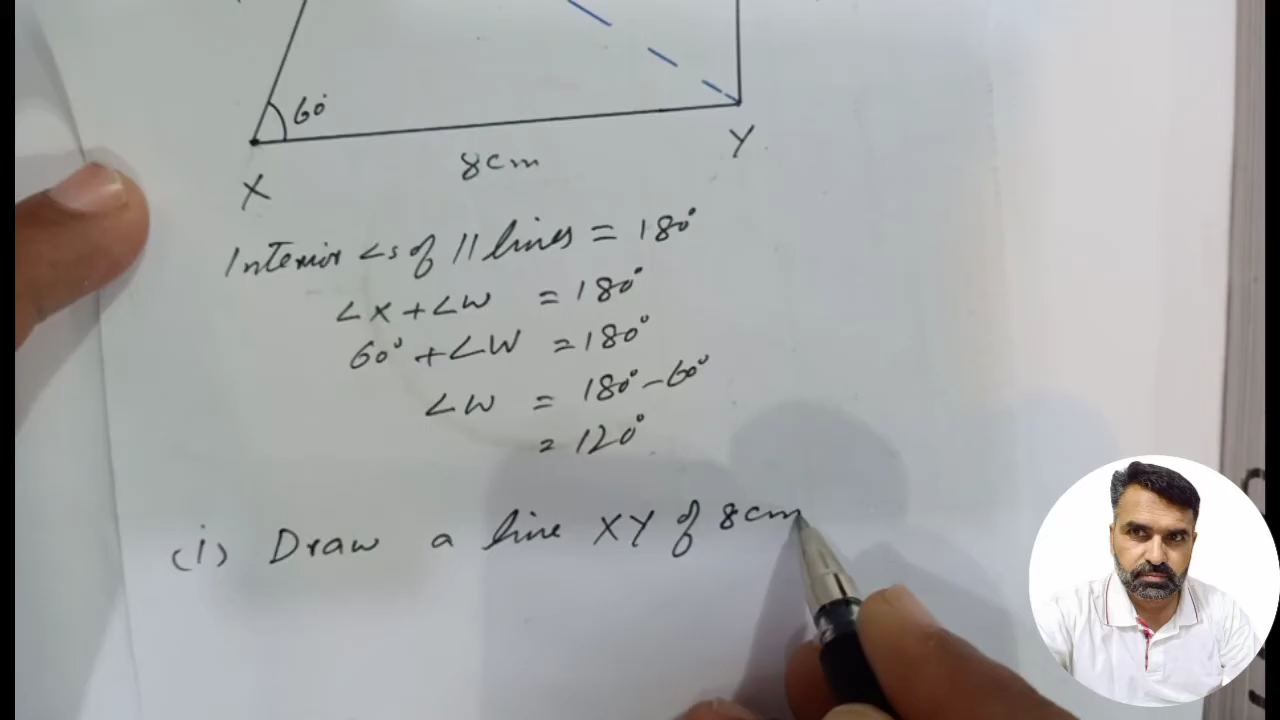 60°
8cm
X
Y
Interior ∠s of // lines = 180°
∠X + ∠W = 180°
60° + ∠W = 180°
∠W = 180° - 60°
= 120°
(i) Draw a line XY of 8cm